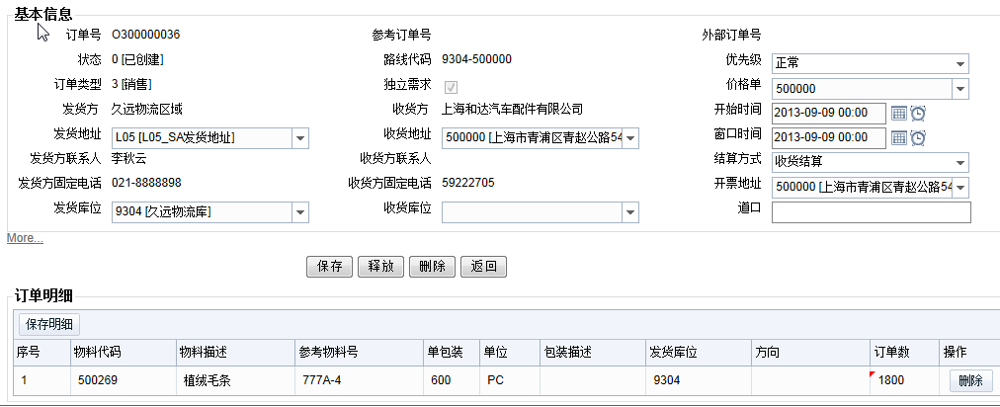 基本信息
订单号 O300000036 参考订单号 外部订单号
状态 0 [已创建] 路线代码 9304-500000 优先级 正常
订单类型 3 [销售] 独立需求 价格单 500000
发货方 久远物流区域 收货方 上海和达汽车配件有限公司 开始时间 2013-09-09 00:00
发货地址 L05 [L05_SA发货地址] 收货地址 500000 [上海市青浦区青赵公路54 窗口时间 2013-09-09 00:00
发货方联系人 李秋云 收货方联系人 结算方式 收货结算
发货方固定电话 021-8888898 收货方固定电话 59222705 开票地址 500000 [上海市青浦区青赵公路54
发货库位 9304 [久远物流库] 收货库位 道口
More...
保存 释放 删除 返回
订单明细
保存明细
序号 物料代码 物料描述 参考物料号 单包装 单位 包装描述 发货库位 方向 订单数 操作
1 500269 植绒毛条 777A-4 600 PC 9304 1800 删除